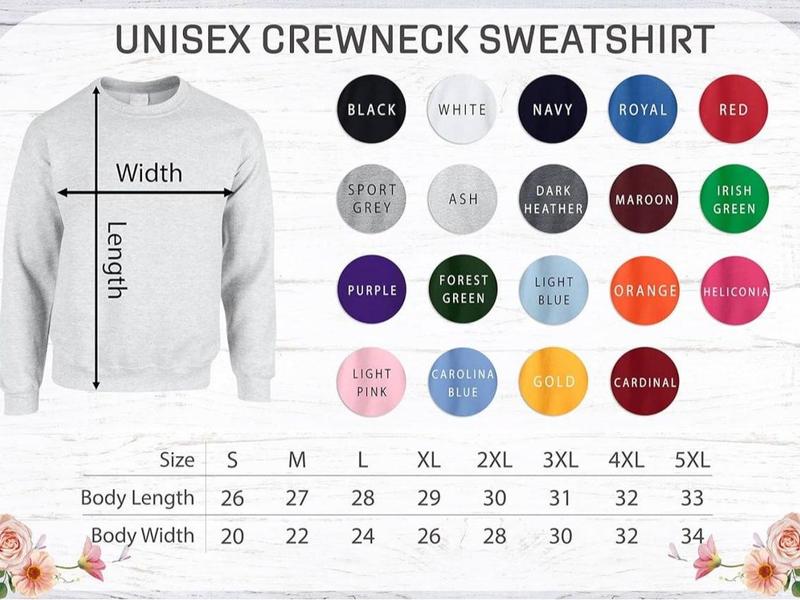 UNISEX CREWNECK SWEATSHIRT
Width
Length
BLACK
WHITE
NAVY
ROYAL
RED
SPORT
GREY
ASH
DARK
HEATHER
MAROON
IRISH
GREEN
PURPLE
FOREST
GREEN
LIGHT
BLUE
ORANGE
HELICONIA
LIGHT
PINK
CAROLINA
BLUE
GOLD
CARDINAL
Size S M L XL 2XL 3XL 4XL 5XL
Body Length 26 27 28 29 30 31 32 33
Body Width 20 22 24 26 28 30 32 34